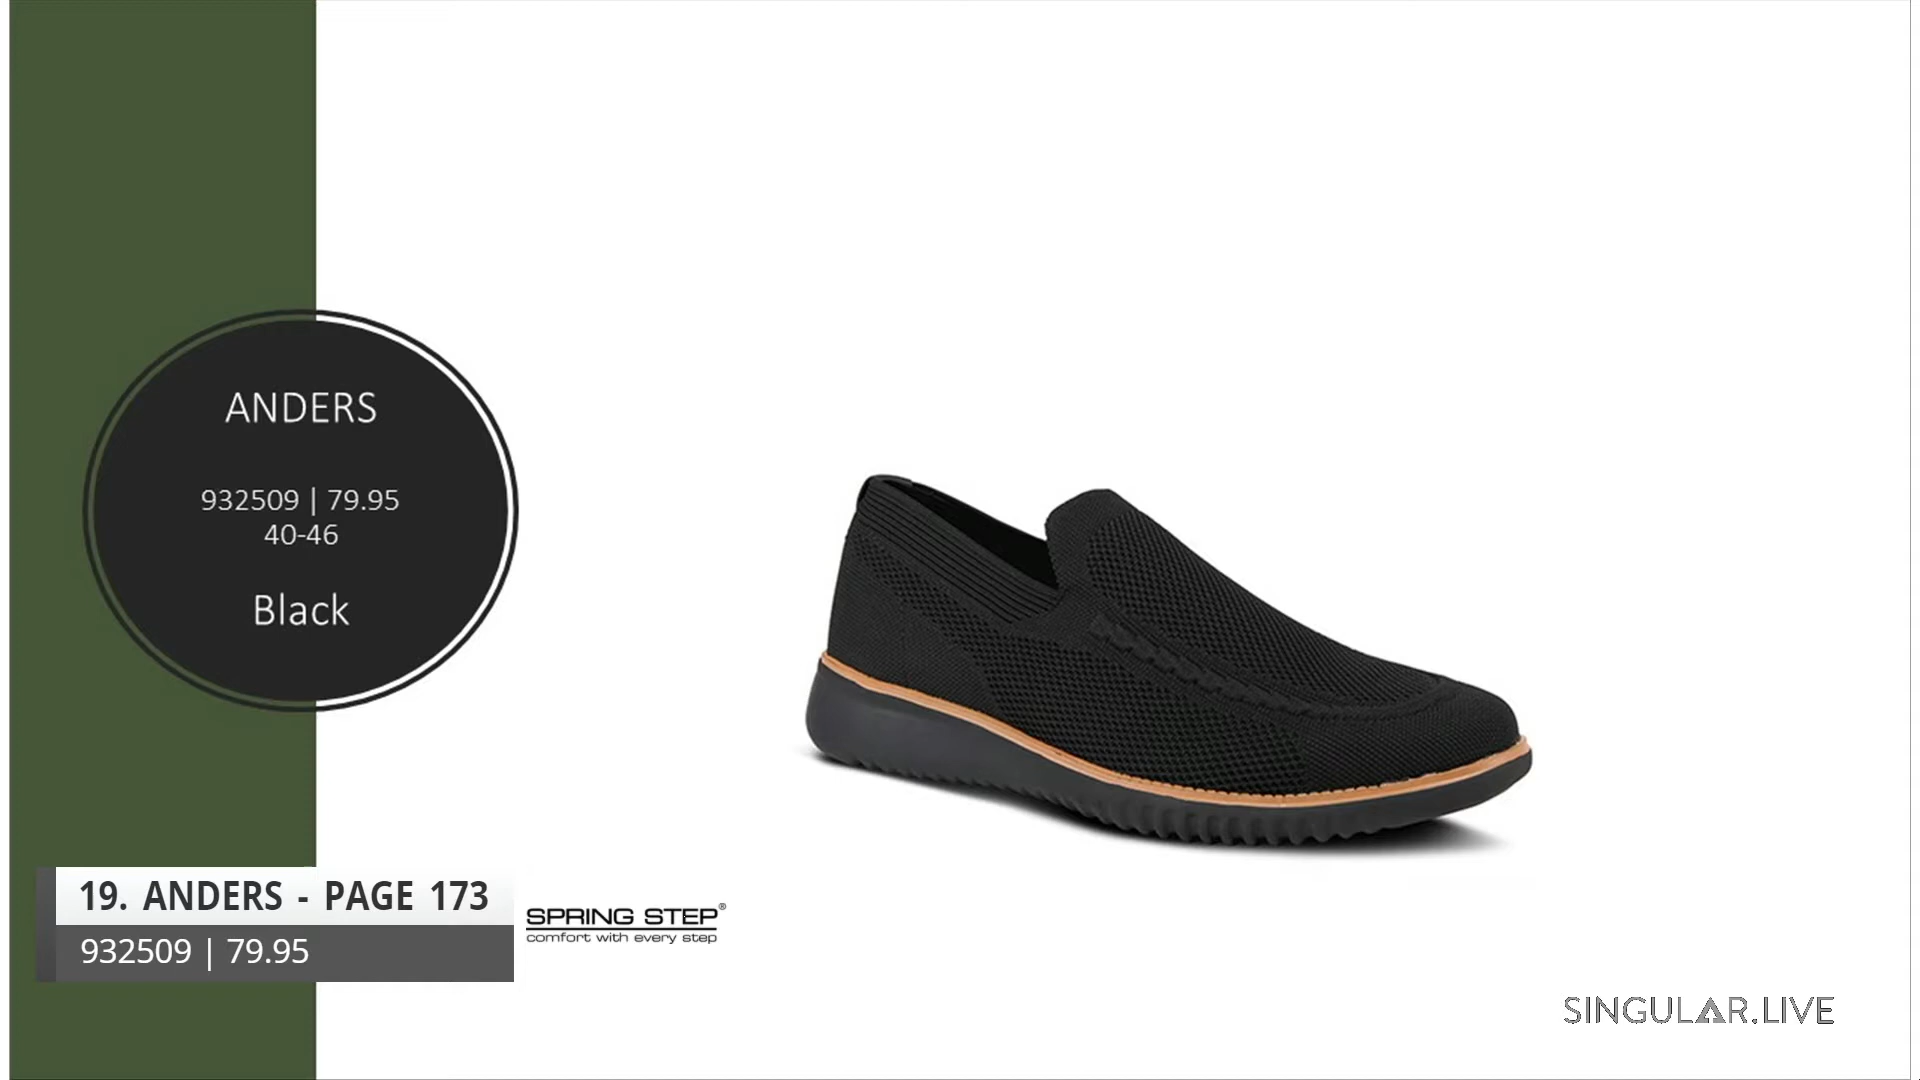 ANDERS
932509 | 79.95
40-46
Black
19. ANDERS - PAGE 173
932509 | 79.95
SPRING STEP®
comfort with every step
SINGULAR.LIVE